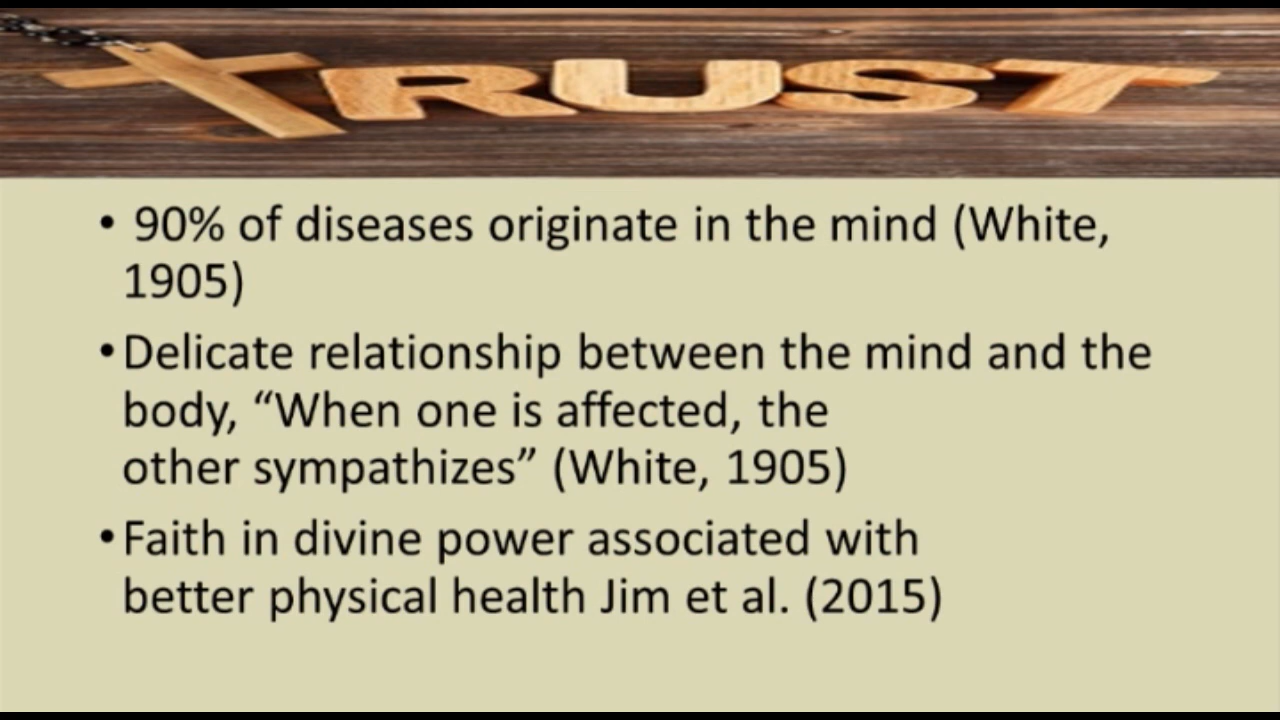 TRUST
• 90% of diseases originate in the mind (White,
1905)
• Delicate relationship between the mind and the
body, “When one is affected, the
other sympathizes” (White, 1905)
• Faith in divine power associated with
better physical health Jim et al. (2015)